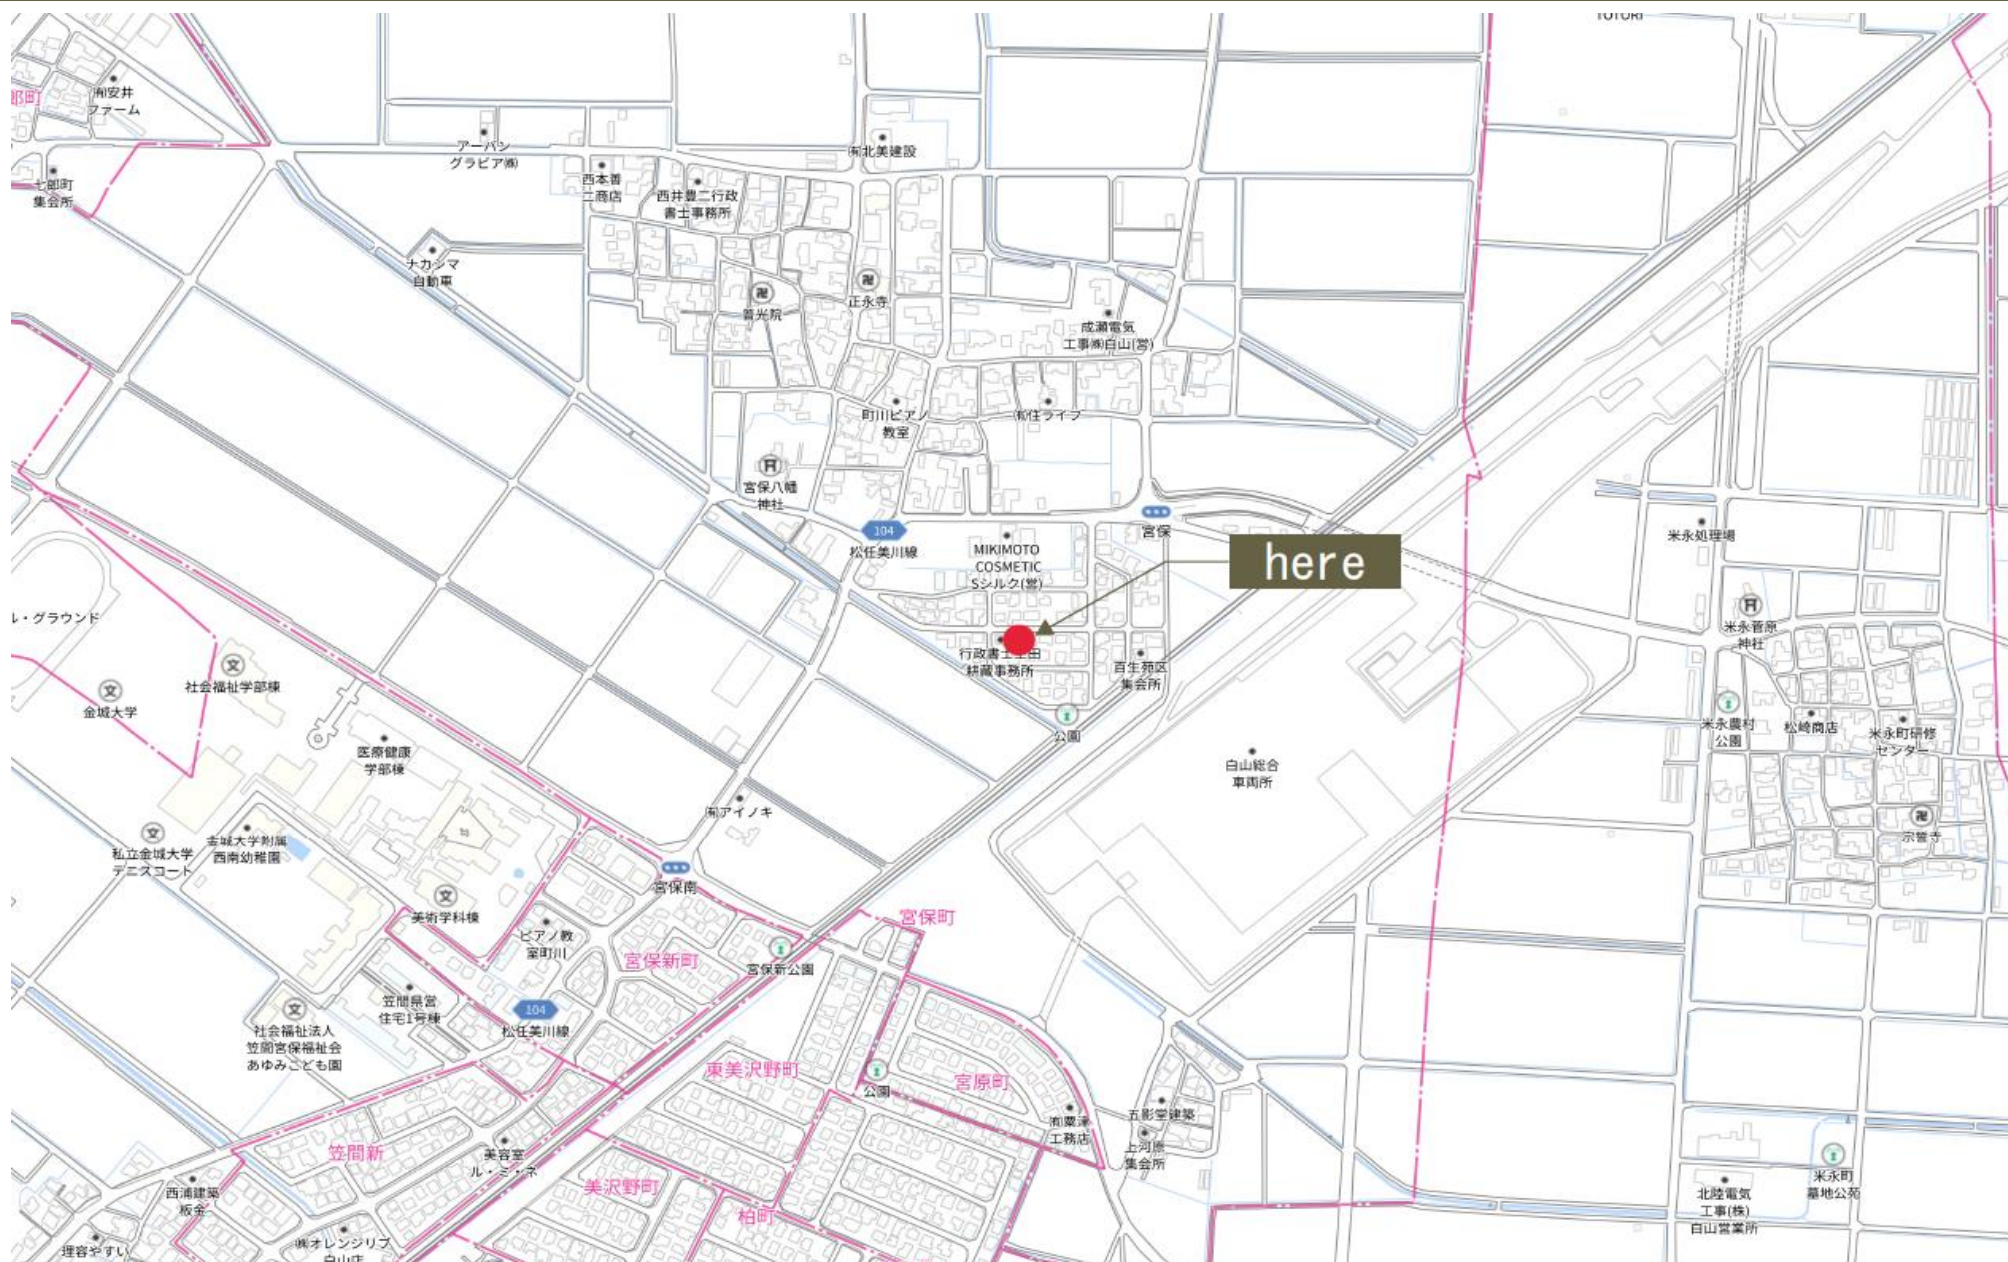 TOTORI
㈲安井
ファーム
郎町
アーバン
グラビア㈱
㈲北美建設
七郎町
集会所
西本善
二商店
西井豊二行政
書士事務所
ナカシマ
自動車
普光院
正永寺
成瀬電気
工事㈱白山(営)
町川ピアノ
教室
㈲住ライフ
宮保八幡
神社
104
松任美川線
宮保
MIKIMOTO
COSMETIC
Sシルク(営)
here
米永処理場
ル・グラウンド
米永菅原
神社
行政書士
田
耕蔵事務所
百生苑区
集会所
社会福祉学部棟
金城大学
公園
米永農村
公園
松崎商店
米永町研修
センター
医療健康
学部棟
白山総合
車両所
㈲アイノキ
宗誓寺
私立金城大学
テニスコート
金城大学附属
西南幼稚園
宮保南
美術学科棟
宮保町
ピアノ教
室町川
宮保新町
宮保新公園
笠間県営
住宅1号棟
104
松任美川線
社会福祉法人
笠間宮保福祉会
あゆみこども園
東美沢野町
公園
宮原町
㈲粟津
工務店
五影堂建築
上河原
集会所
笠間新
美容室
ル・ミ・ネ
美沢野町
柏町
西浦建築
板金
米永町
墓地公苑
北陸電気
工事(株)
白山営業所
理容やすい
㈱オレンジリブ
白山店